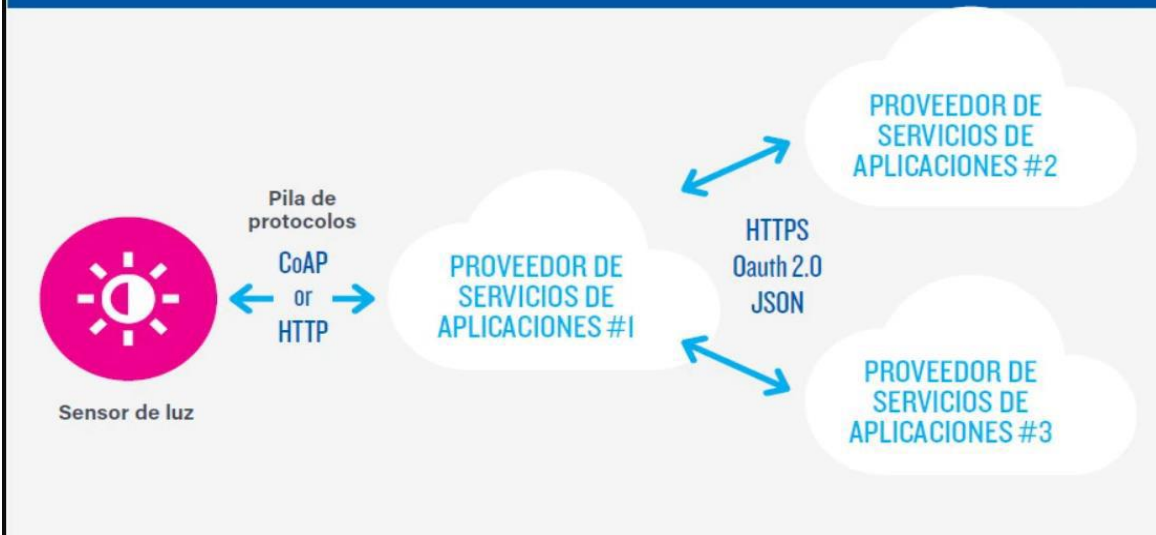 Pila de
protocolos
CoAP
or
HTTP
Sensor de luz
PROVEEDOR DE
SERVICIOS DE
APLICACIONES #1
HTTPS
Oauth 2.0
JSON
PROVEEDOR DE
SERVICIOS DE
APLICACIONES #2
PROVEEDOR DE
SERVICIOS DE
APLICACIONES #3